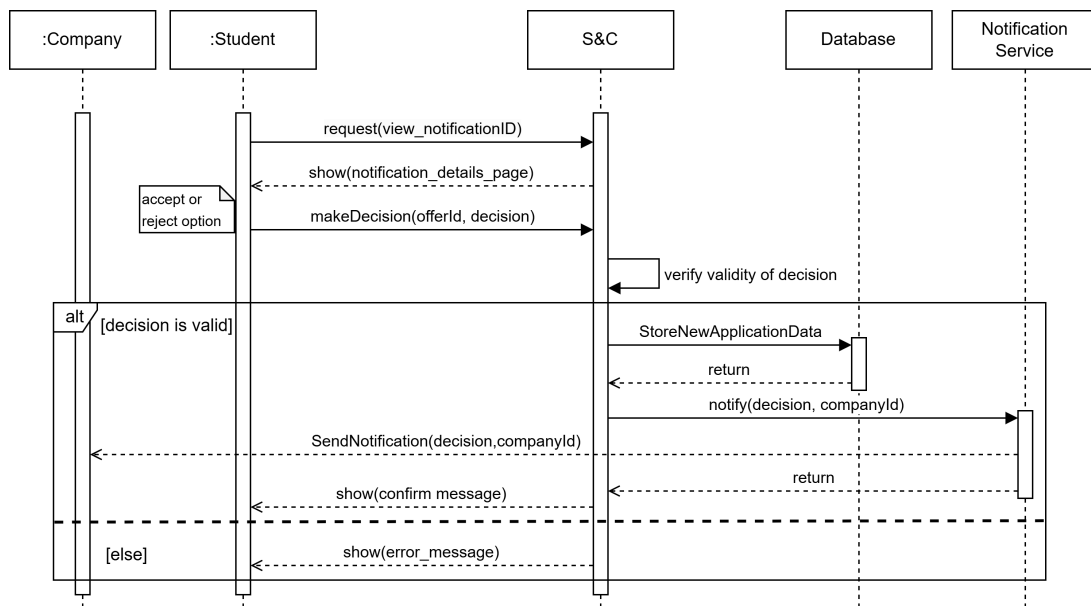 :Company
:Student
S&C
Database
Notification
Service
request(view_notificationID)
show(notification_details_page)
accept or
reject option
makeDecision(offerId, decision)
verify validity of decision
alt
[decision is valid]
StoreNewApplicationData
return
notify(decision, companyId)
SendNotification(decision,companyId)
return
show(confirm message)
[else]
show(error_message)